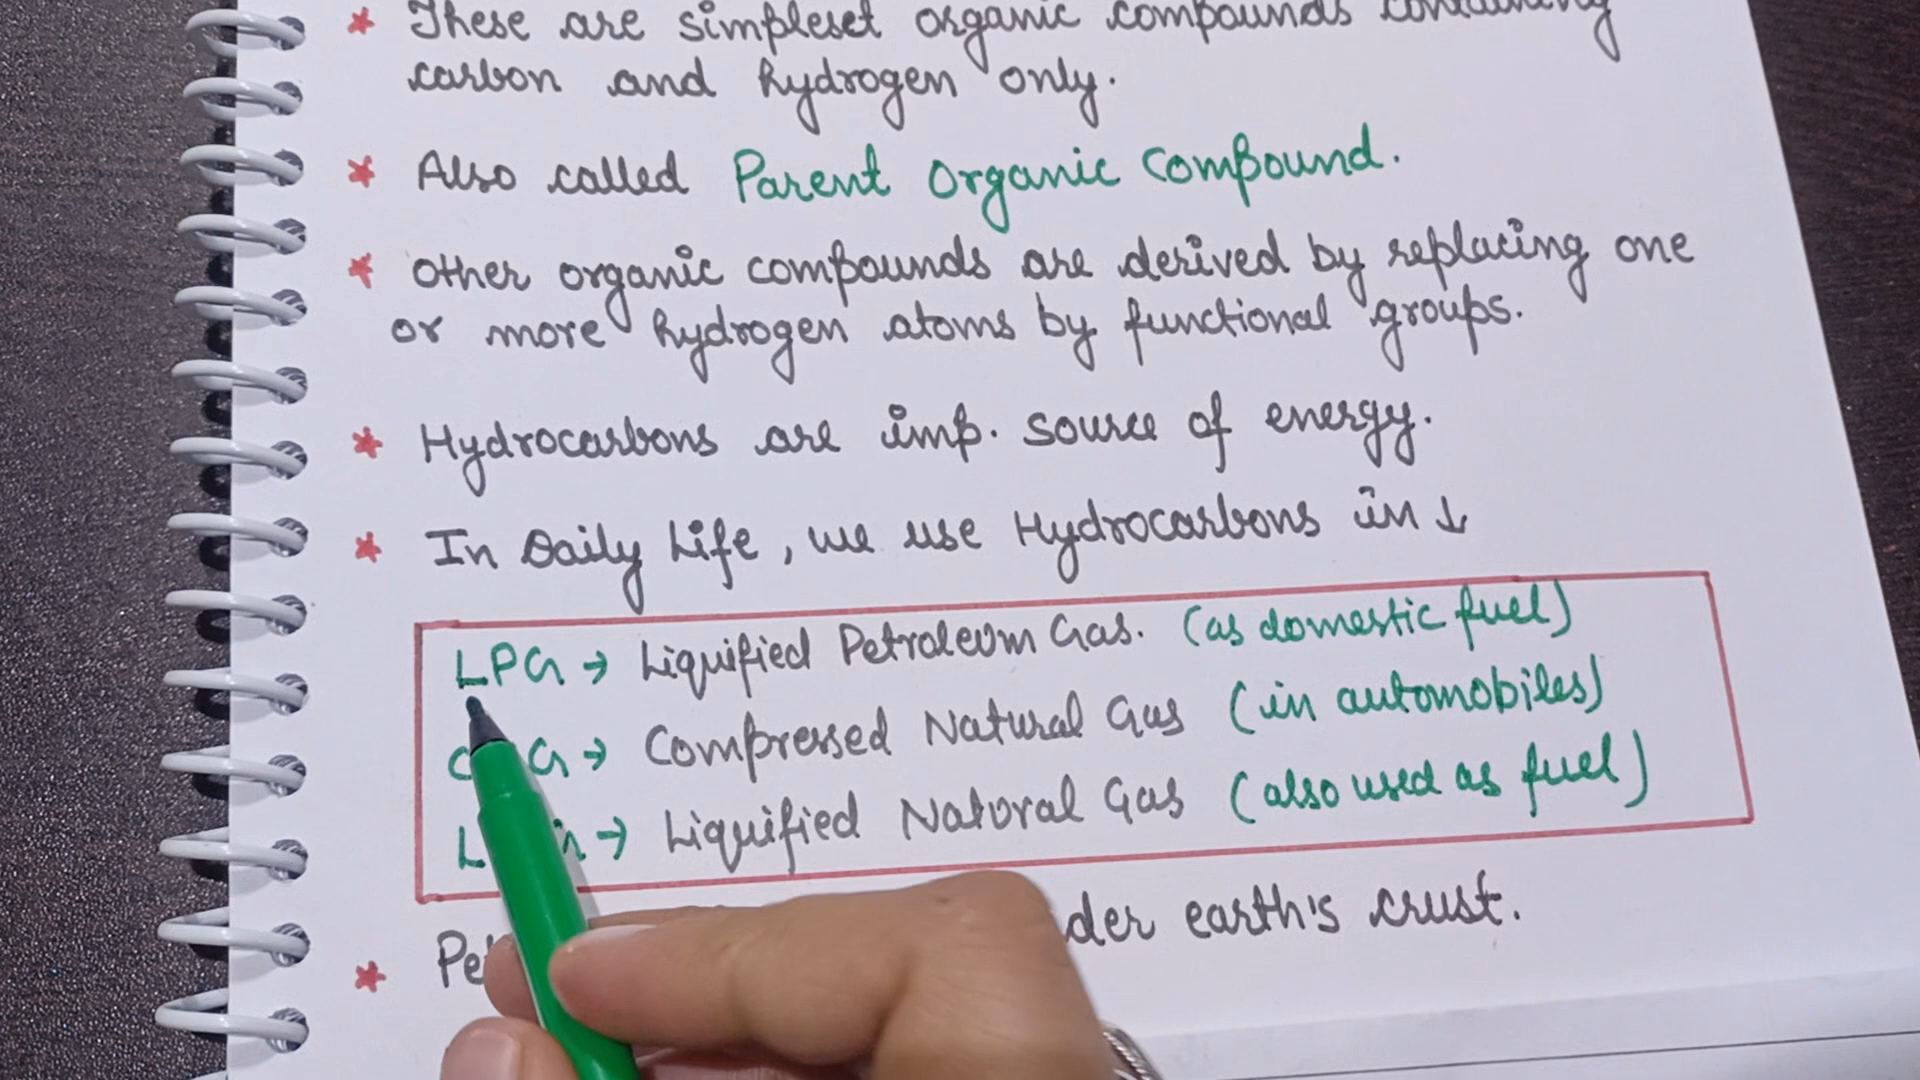 * These are simpleset organic compounds containing
carbon and hydrogen only.
* Also called Parent Organic Compound.
* Other organic compounds are derived by replacing one
or more hydrogen atoms by functional groups.
* Hydrocarbons are imp. source of energy.
* In Daily Life, we use Hydrocarbons in ↓
LPG → Liquified Petroleum Gas. (as domestic fuel)
→ Compressed Natural Gas (in automobiles)
→ Liquified Natural Gas (also used as fuel)
* earth's crust.